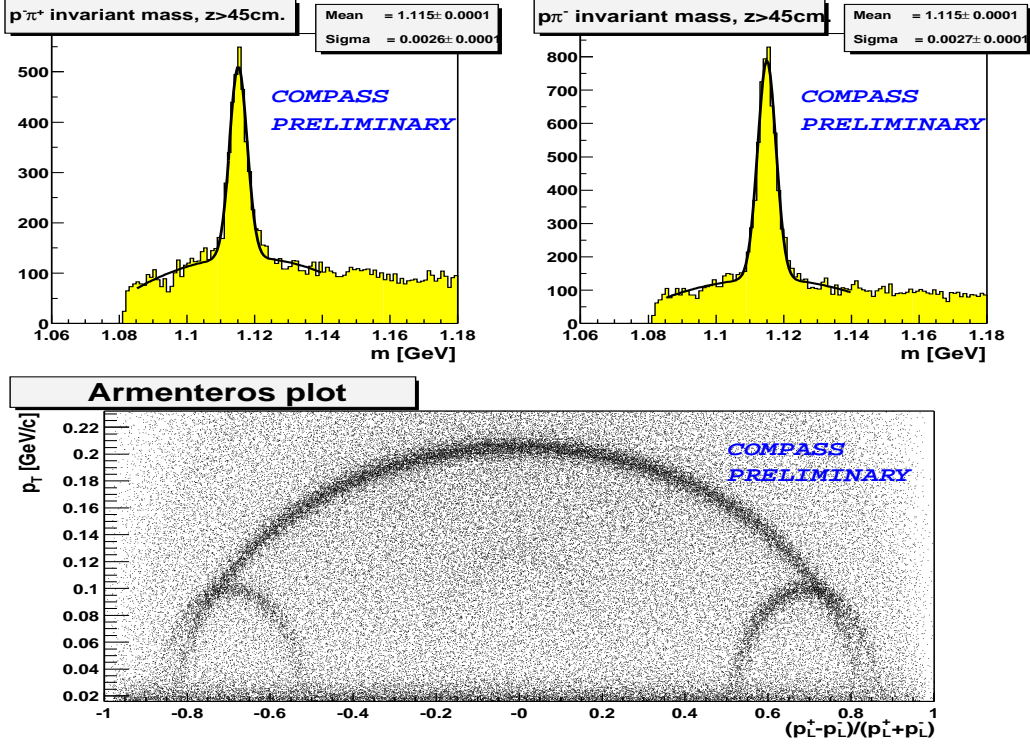 p⁻π⁺ invariant mass, z>45cm.
Mean = 1.115± 0.0001
Sigma = 0.0026± 0.0001
COMPASS
PRELIMINARY
500
400
300
200
100
0
1.06 1.08 1.1 1.12 1.14 1.16 1.18
m [GeV]
pπ⁻ invariant mass, z>45cm.
Mean = 1.115± 0.0001
Sigma = 0.0027± 0.0001
COMPASS
PRELIMINARY
800
700
600
500
400
300
200
100
0
1.06 1.08 1.1 1.12 1.14 1.16 1.18
m [GeV]
Armenteros plot
p_T [GeV/c]
COMPASS
PRELIMINARY
0.22
0.2
0.18
0.16
0.14
0.12
0.1
0.08
0.06
0.04
0.02
-1 -0.8 -0.6 -0.4 -0.2 -0 0.2 0.4 0.6 0.8 1
(p_L⁺-p_L⁻)/(p_L⁺+p_L⁻)